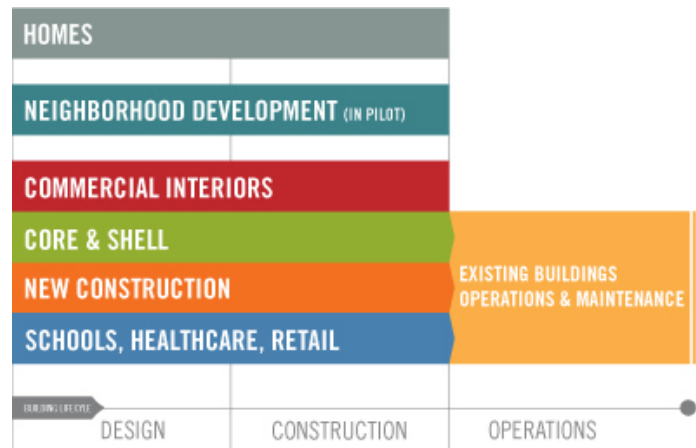 HOMES
NEIGHBORHOOD DEVELOPMENT (IN PILOT)
COMMERCIAL INTERIORS
CORE & SHELL
NEW CONSTRUCTION
EXISTING BUILDINGS
OPERATIONS & MAINTENANCE
SCHOOLS, HEALTHCARE, RETAIL
BUILDING LIFECYLE
DESIGN
CONSTRUCTION
OPERATIONS